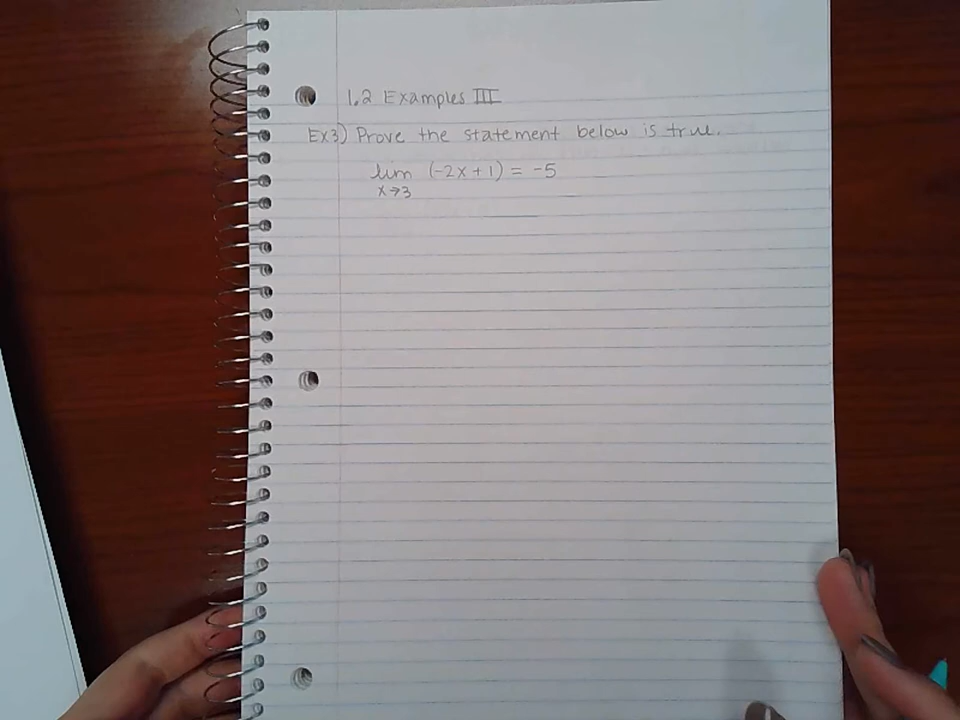 1.2 Examples III
Ex3) Prove the statement below is true.
lim (-2x+1) = -5
x→3